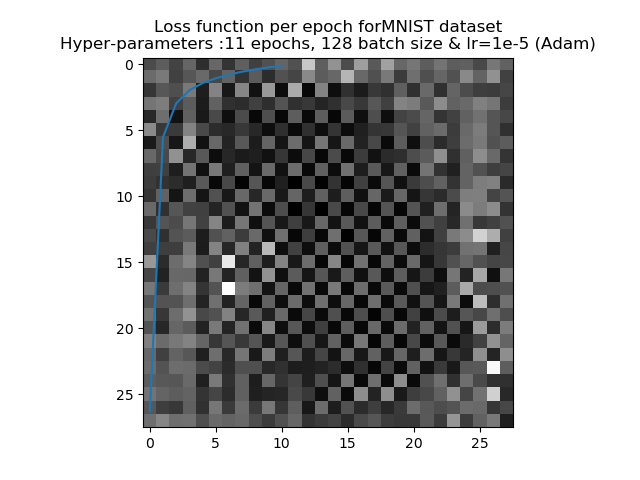 Loss function per epoch forMNIST dataset
Hyper-parameters :11 epochs, 128 batch size & lr=1e-5 (Adam)
0
5
10
15
20
25
0 5 10 15 20 25